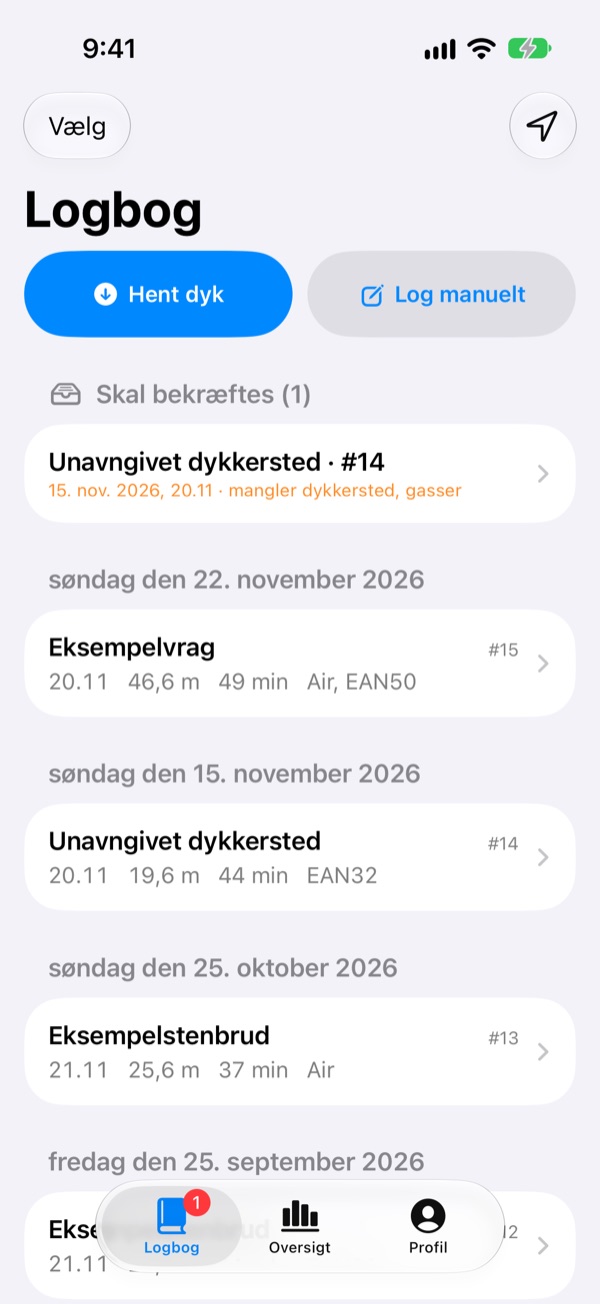 9:41
Vælg
Logbog
Hent dyk
Log manuelt
Skal bekræftes (1)
Unavngivet dykkersted · #14
15. nov. 2026, 20.11 · mangler dykkersted, gasser
søndag den 22. november 2026
Eksempelvrag #15
20.11 46,6 m 49 min Air, EAN50
søndag den 15. november 2026
Unavngivet dykkersted #14
20.11 19,6 m 44 min EAN32
søndag den 25. oktober 2026
Eksempelstenbrud #13
21.11 25,6 m 37 min Air
fredag den 25. september 2026
21.11
1
Logbog
Oversigt
Profil